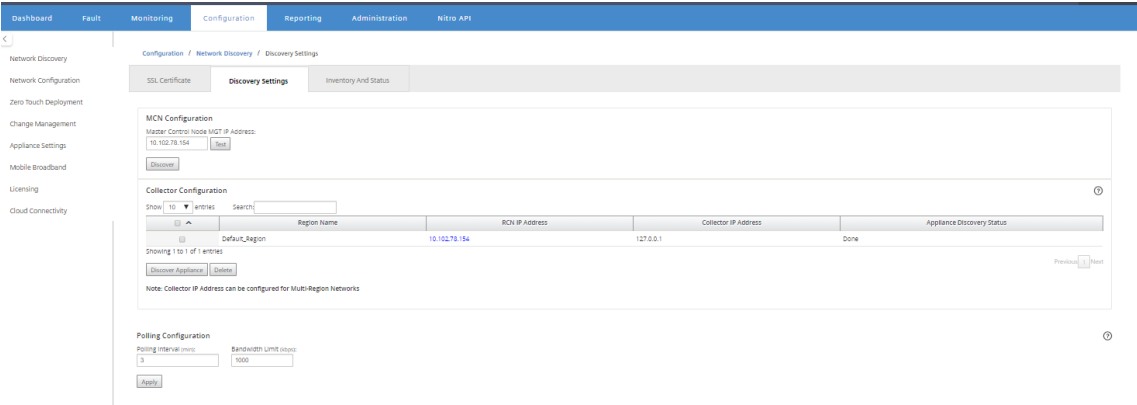 Dashboard Fault Monitoring Configuration Reporting Administration Nitro API
<
Network Discovery
Network Configuration
Zero Touch Deployment
Change Management
Appliance Settings
Mobile Broadband
Licensing
Cloud Connectivity
Configuration / Network Discovery / Discovery Settings
SSL Certificate Discovery Settings Inventory And Status
MCN Configuration
Master Control Node MGT IP Address:
10.102.78.154 Test
Discover
Collector Configuration ?
Show 10 entries Search:
Region Name RCN IP Address Collector IP Address Appliance Discovery Status
Default_Region 10.102.78.154 127.0.0.1 Done
Showing 1 to 1 of 1 entries
Previous 1 Next
Discover Appliance Delete
Note: Collector IP Address can be configured for Multi-Region Networks
Polling Configuration ?
Polling Interval (min): Bandwidth Limit (kbps):
3 1000
Apply